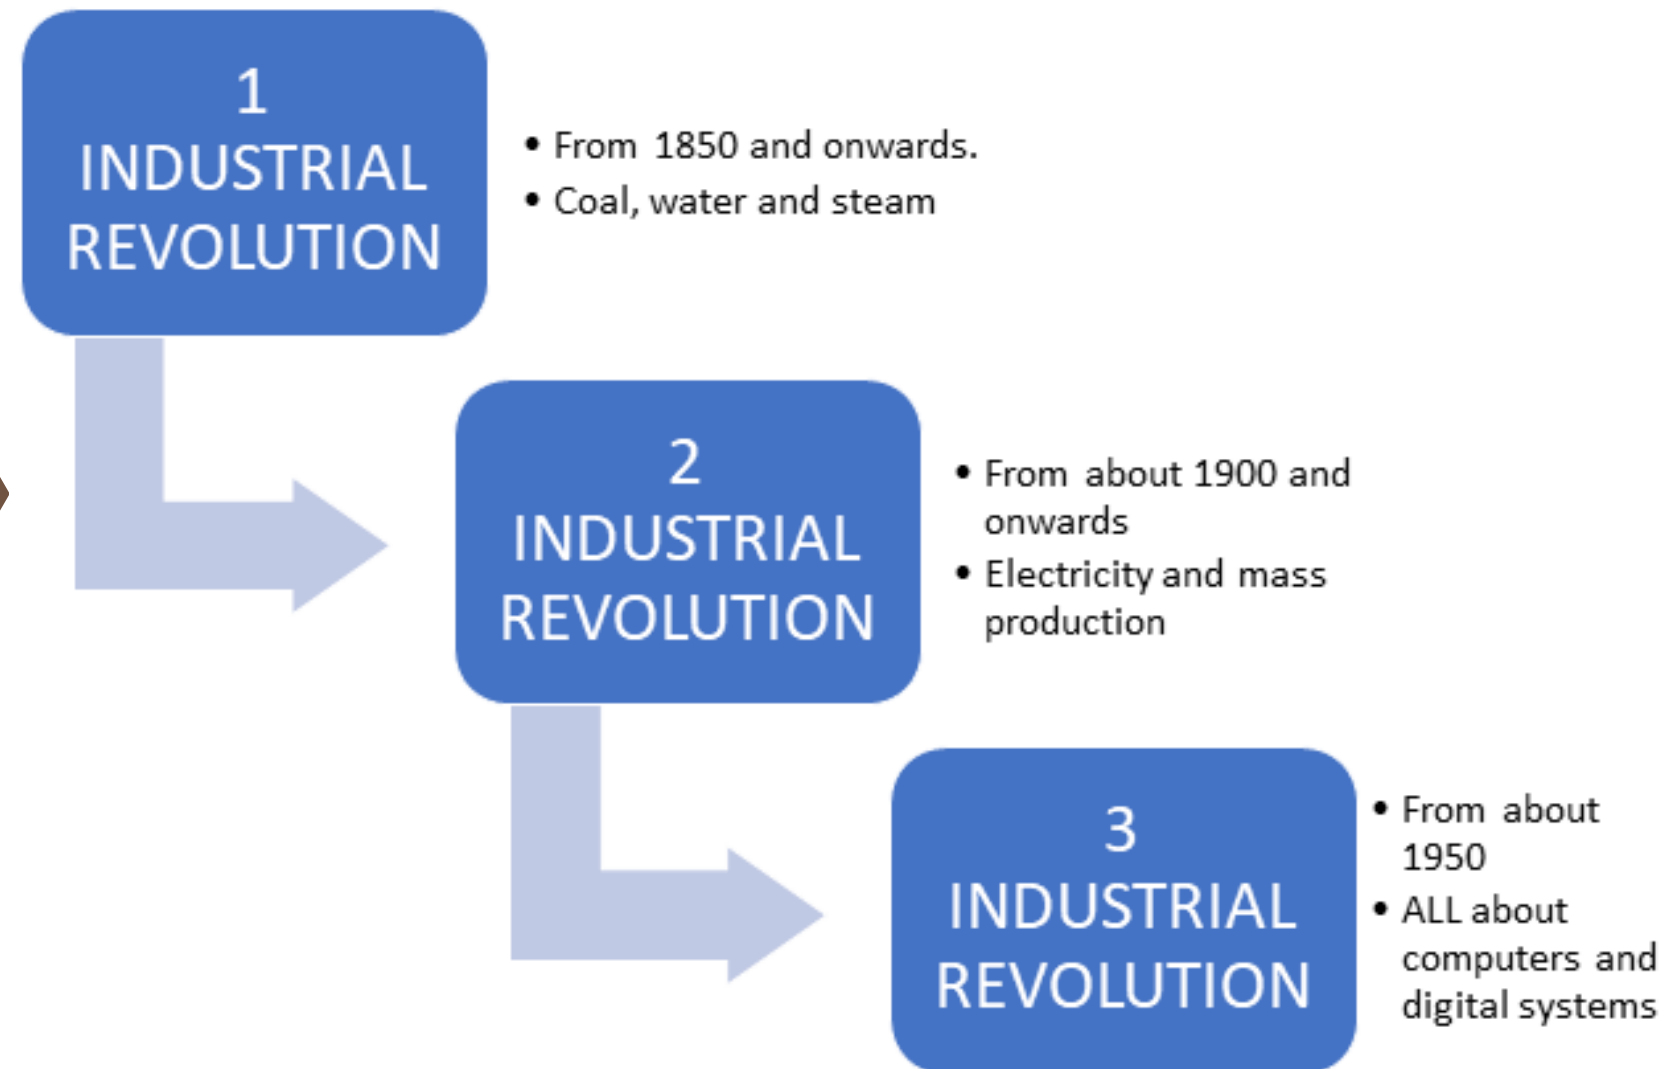 1
INDUSTRIAL
REVOLUTION
• From 1850 and onwards.
• Coal, water and steam
2
INDUSTRIAL
REVOLUTION
• From about 1900 and
onwards
• Electricity and mass
production
3
INDUSTRIAL
REVOLUTION
• From about
1950
• ALL about
computers and
digital systems